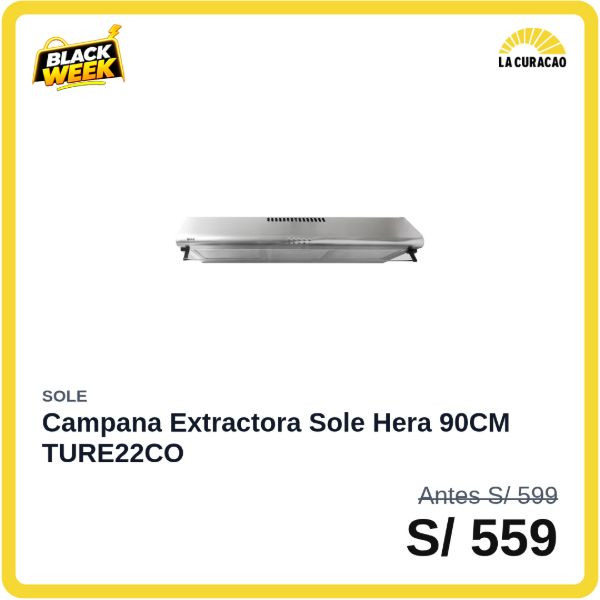 BLACK
WEEK
LA CURACAO
SOLE
Campana Extractora Sole Hera 90CM
TURE22CO
Antes S/ 599
S/ 559